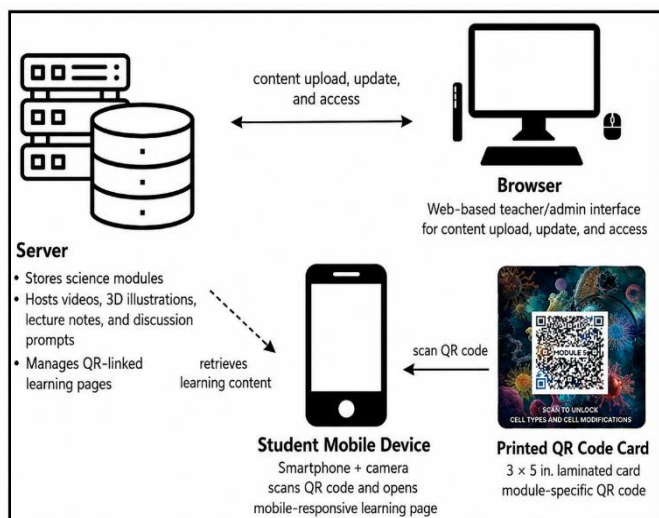 content upload, update,
and access
Browser
Web-based teacher/admin interface
for content upload, update, and access
Server
• Stores science modules
• Hosts videos, 3D illustrations,
lecture notes, and discussion
prompts
• Manages QR-linked
learning pages
retrieves
learning content
scan QR code
MODULE 5
SCAN TO UNLOCK
CELL TYPES AND CELL MODIFICATIONS
Student Mobile Device
Smartphone + camera
scans QR code and opens
mobile-responsive learning page
Printed QR Code Card
3 × 5 in. laminated card
module-specific QR code